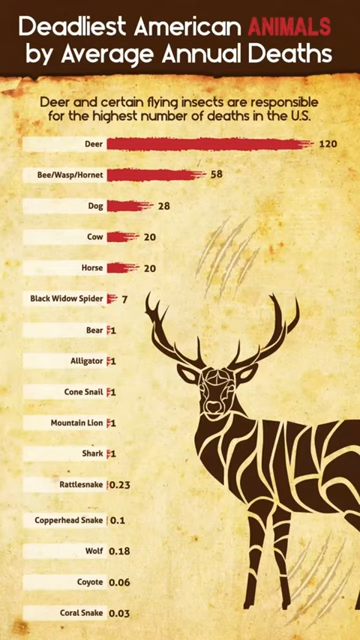 Deadliest American ANIMALS
by Average Annual Deaths
Deer and certain flying insects are responsible
for the highest number of deaths in the U.S.
Deer 120
Bee/Wasp/Hornet 58
Dog 28
Cow 20
Horse 20
Black Widow Spider 7
Bear 1
Alligator 1
Cone Snail 1
Mountain Lion 1
Shark 1
Rattlesnake 0.23
Copperhead Snake 0.1
Wolf 0.18
Coyote 0.06
Coral Snake 0.03